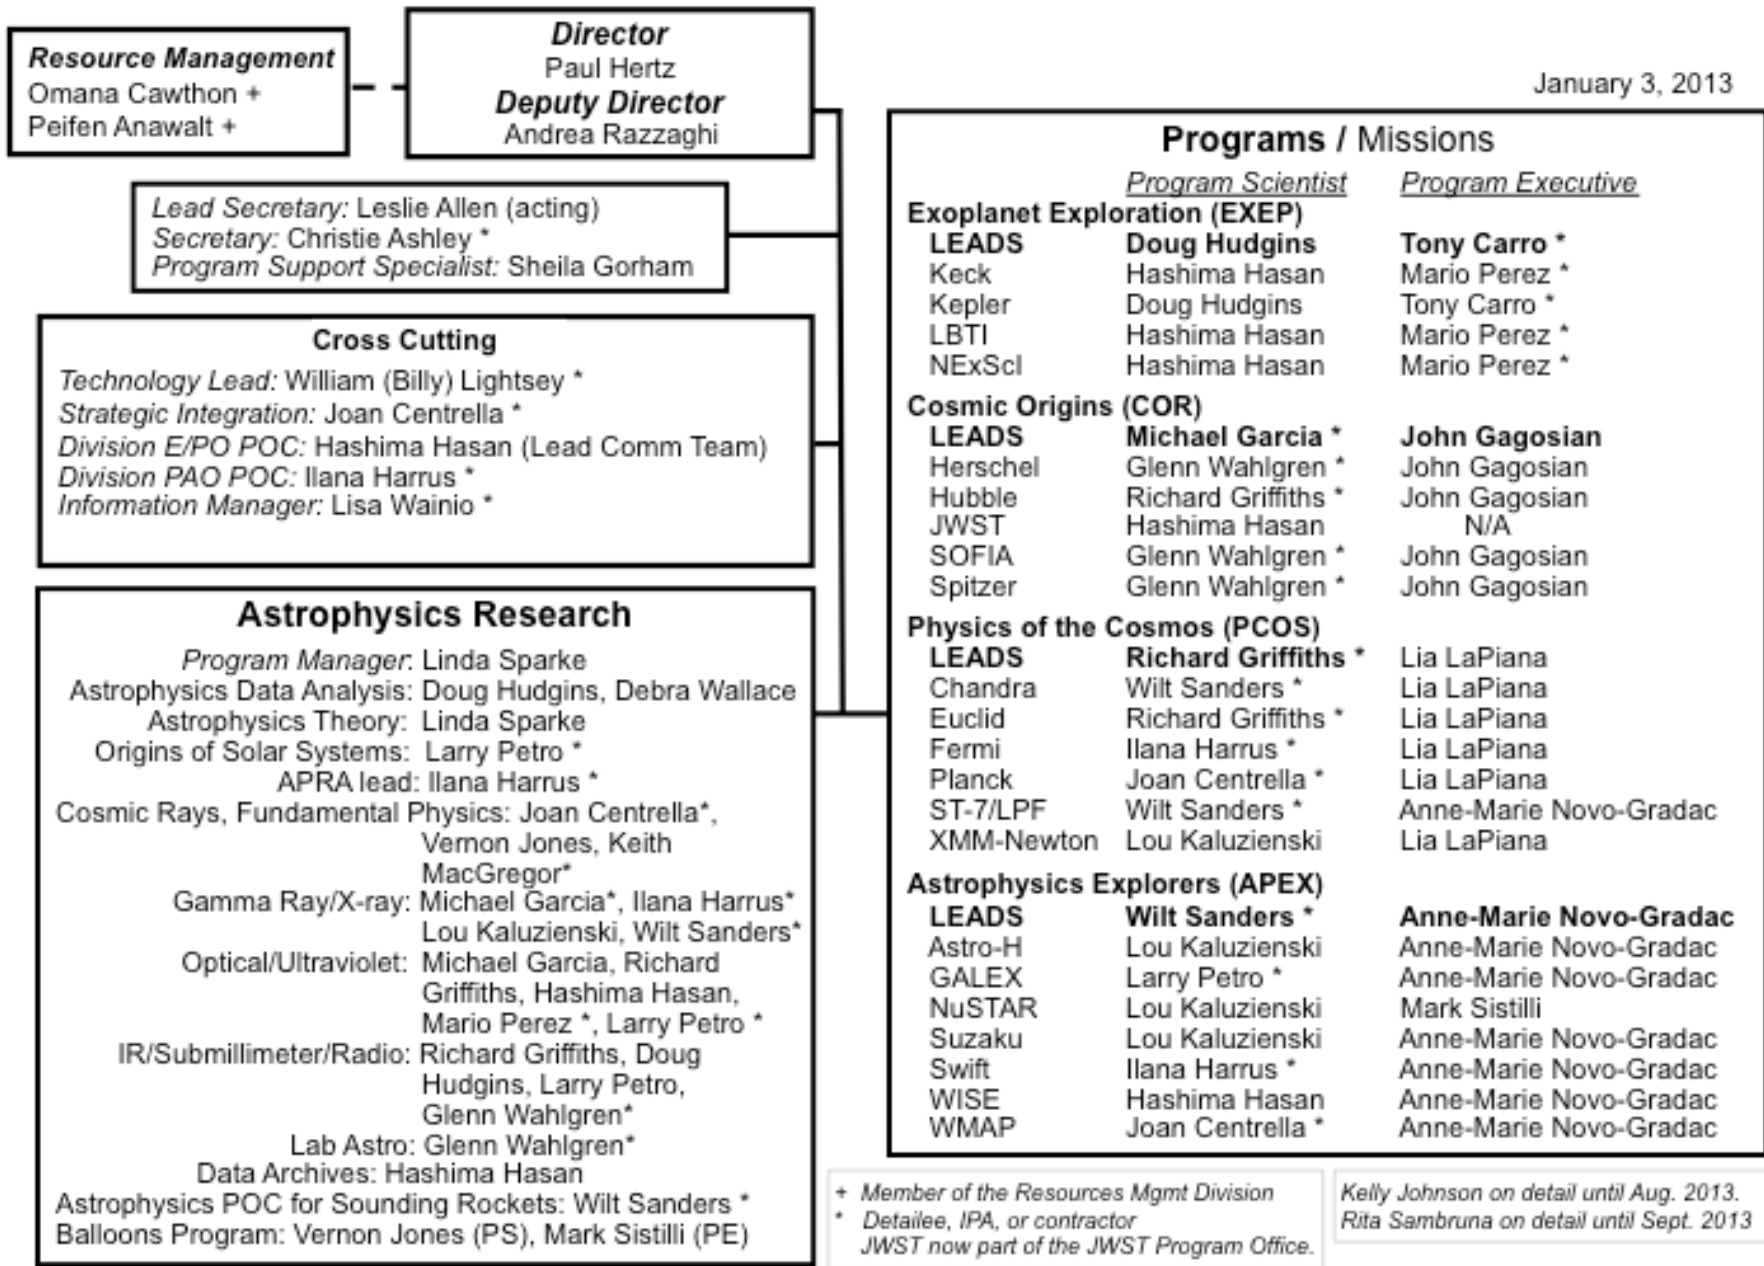 Resource Management
Omana Cawthon +
Peifen Anawalt +
Director
Paul Hertz
Deputy Director
Andrea Razzaghi
January 3, 2013
Lead Secretary: Leslie Allen (acting)
Secretary: Christie Ashley *
Program Support Specialist: Sheila Gorham
Cross Cutting
Technology Lead: William (Billy) Lightsey *
Strategic Integration: Joan Centrella *
Division E/PO POC: Hashima Hasan (Lead Comm Team)
Division PAO POC: Ilana Harrus *
Information Manager: Lisa Wainio *
Astrophysics Research
Program Manager: Linda Sparke
Astrophysics Data Analysis: Doug Hudgins, Debra Wallace
Astrophysics Theory: Linda Sparke
Origins of Solar Systems: Larry Petro *
APRA lead: Ilana Harrus *
Cosmic Rays, Fundamental Physics: Joan Centrella*,
Vernon Jones, Keith
MacGregor*
Gamma Ray/X-ray: Michael Garcia*, Ilana Harrus*
Lou Kaluzienski, Wilt Sanders*
Optical/Ultraviolet: Michael Garcia, Richard
Griffiths, Hashima Hasan,
Mario Perez *, Larry Petro *
IR/Submillimeter/Radio: Richard Griffiths, Doug
Hudgins, Larry Petro,
Glenn Wahlgren*
Lab Astro: Glenn Wahlgren*
Data Archives: Hashima Hasan
Astrophysics POC for Sounding Rockets: Wilt Sanders *
Balloons Program: Vernon Jones (PS), Mark Sistilli (PE)
Programs / Missions
Program Scientist Program Executive
Exoplanet Exploration (EXEP)
LEADS Doug Hudgins Tony Carro *
Keck Hashima Hasan Mario Perez *
Kepler Doug Hudgins Tony Carro *
LBTI Hashima Hasan Mario Perez *
NExScI Hashima Hasan Mario Perez *
Cosmic Origins (COR)
LEADS Michael Garcia * John Gagosian
Herschel Glenn Wahlgren * John Gagosian
Hubble Richard Griffiths * John Gagosian
JWST Hashima Hasan N/A
SOFIA Glenn Wahlgren * John Gagosian
Spitzer Glenn Wahlgren * John Gagosian
Physics of the Cosmos (PCOS)
LEADS Richard Griffiths * Lia LaPiana
Chandra Wilt Sanders * Lia LaPiana
Euclid Richard Griffiths * Lia LaPiana
Fermi Ilana Harrus * Lia LaPiana
Planck Joan Centrella * Lia LaPiana
ST-7/LPF Wilt Sanders * Anne-Marie Novo-Gradac
XMM-Newton Lou Kaluzienski Lia LaPiana
Astrophysics Explorers (APEX)
LEADS Wilt Sanders * Anne-Marie Novo-Gradac
Astro-H Lou Kaluzienski Anne-Marie Novo-Gradac
GALEX Larry Petro * Anne-Marie Novo-Gradac
NuSTAR Lou Kaluzienski Mark Sistilli
Suzaku Lou Kaluzienski Anne-Marie Novo-Gradac
Swift Ilana Harrus * Anne-Marie Novo-Gradac
WISE Hashima Hasan Anne-Marie Novo-Gradac
WMAP Joan Centrella * Anne-Marie Novo-Gradac
+ Member of the Resources Mgmt Division
* Detailee, IPA, or contractor
JWST now part of the JWST Program Office.
Kelly Johnson on detail until Aug. 2013.
Rita Sambruna on detail until Sept. 2013